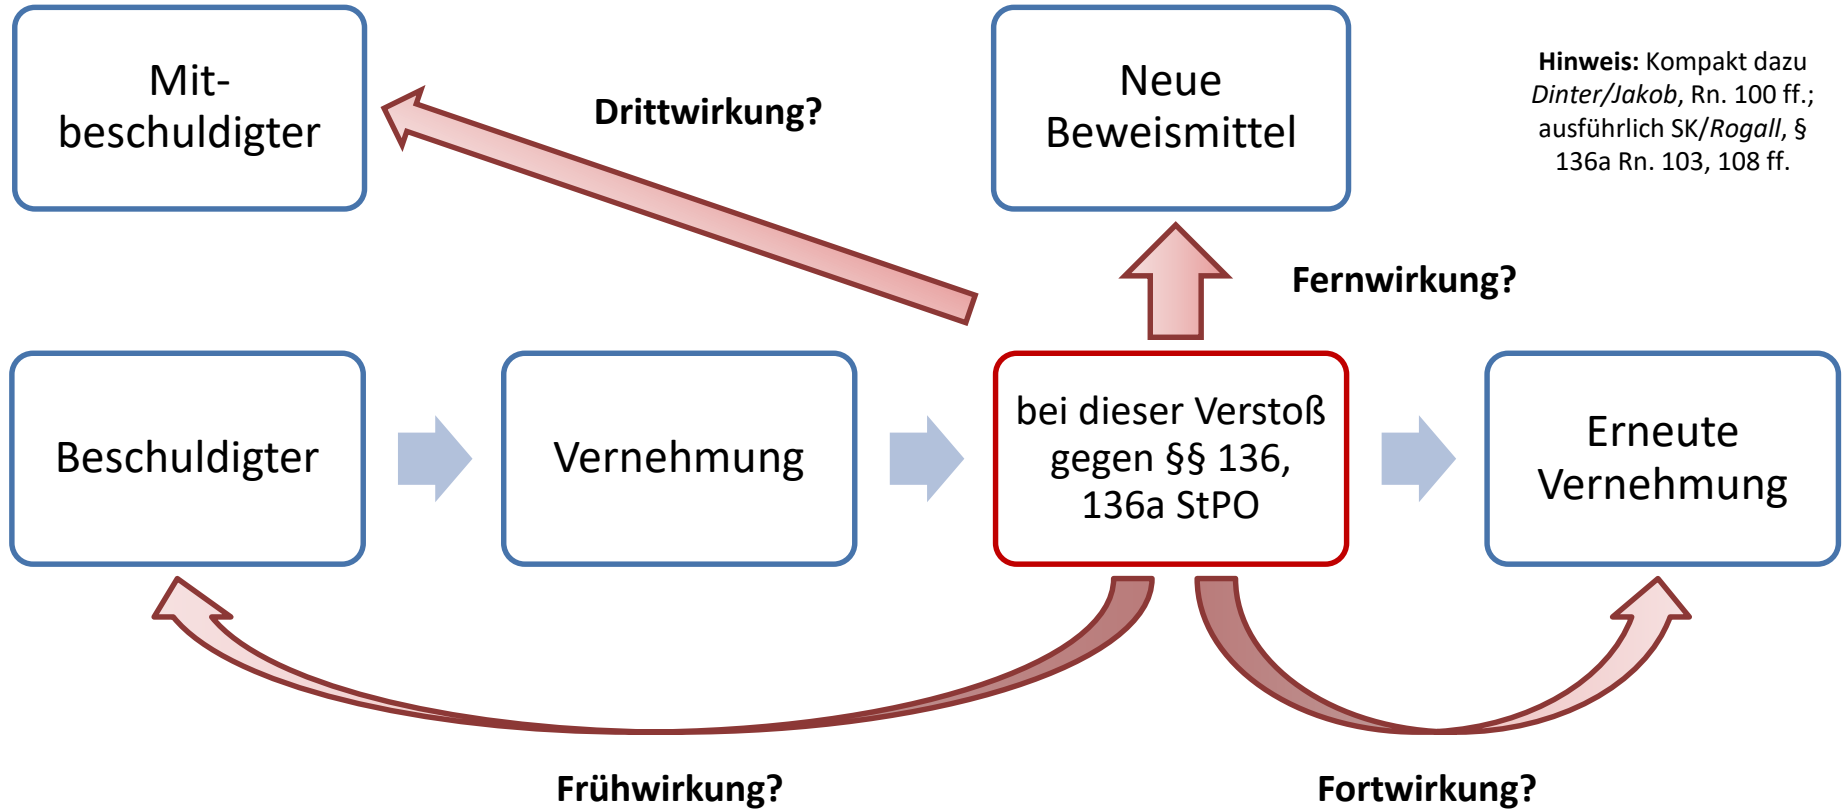 Mit-
beschuldigter
Drittwirkung?
Neue
Beweismittel
Hinweis: Kompakt dazu
Dinter/Jakob, Rn. 100 ff.;
ausführlich SK/Rogall, §
136a Rn. 103, 108 ff.
Fernwirkung?
Beschuldigter
Vernehmung
bei dieser Verstoß
gegen §§ 136,
136a StPO
Erneute
Vernehmung
Frühwirkung?
Fortwirkung?